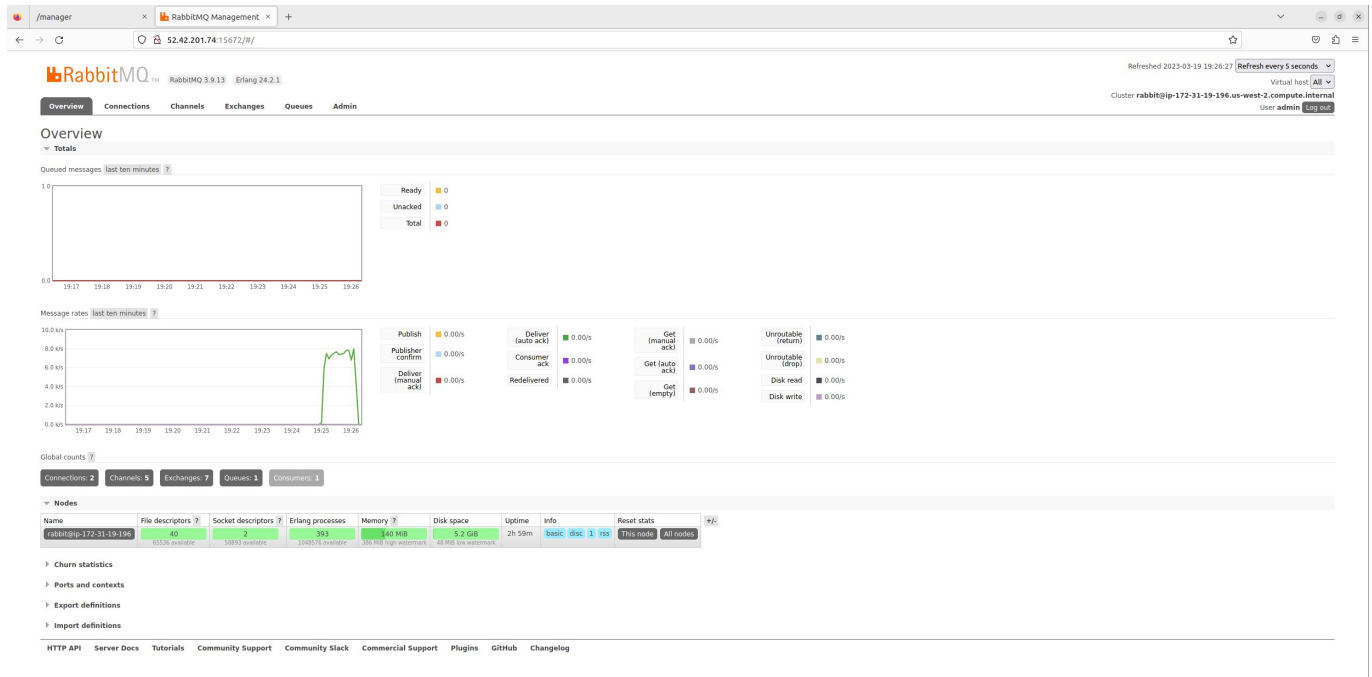 /manager × RabbitMQ Management × +
52.42.201.74:15672/#/
RabbitMQ TM RabbitMQ 3.9.13 Erlang 24.2.1
Refreshed 2023-03-19 19:26:27 Refresh every 5 seconds
Virtual host All
Cluster rabbit@ip-172-31-19-196.us-west-2.compute.internal
User admin Log out
Overview Connections Channels Exchanges Queues Admin
Overview
Totals
Queued messages last ten minutes ?
1.0
0.0
19:17 19:18 19:19 19:20 19:21 19:22 19:23 19:24 19:25 19:26
Ready 0
Unacked 0
Total 0
Message rates last ten minutes ?
10.0 k/s
8.0 k/s
6.0 k/s
4.0 k/s
2.0 k/s
0.0 k/s
19:17 19:18 19:19 19:20 19:21 19:22 19:23 19:24 19:25 19:26
Publish 0.00/s
Publisher confirm 0.00/s
Deliver (manual ack) 0.00/s
Deliver (auto ack) 0.00/s
Consumer ack 0.00/s
Redelivered 0.00/s
Get (manual ack) 0.00/s
Get (auto ack) 0.00/s
Get (empty) 0.00/s
Unroutable (return) 0.00/s
Unroutable (drop) 0.00/s
Disk read 0.00/s
Disk write 0.00/s
Global counts ?
Connections: 2 Channels: 5 Exchanges: 7 Queues: 1 Consumers: 1
Nodes
Name File descriptors ? Socket descriptors ? Erlang processes Memory ? Disk space Uptime Info Reset stats +/-
rabbit@ip-172-31-19-196 40 2 393 140 MiB 5.2 GiB 2h 59m basic disc 1 rss This node All nodes
65536 available 58893 available 1048576 available 386 MiB high watermark 48 MiB low watermark
Churn statistics
Ports and contexts
Export definitions
Import definitions
HTTP API Server Docs Tutorials Community Support Community Slack Commercial Support Plugins GitHub Changelog